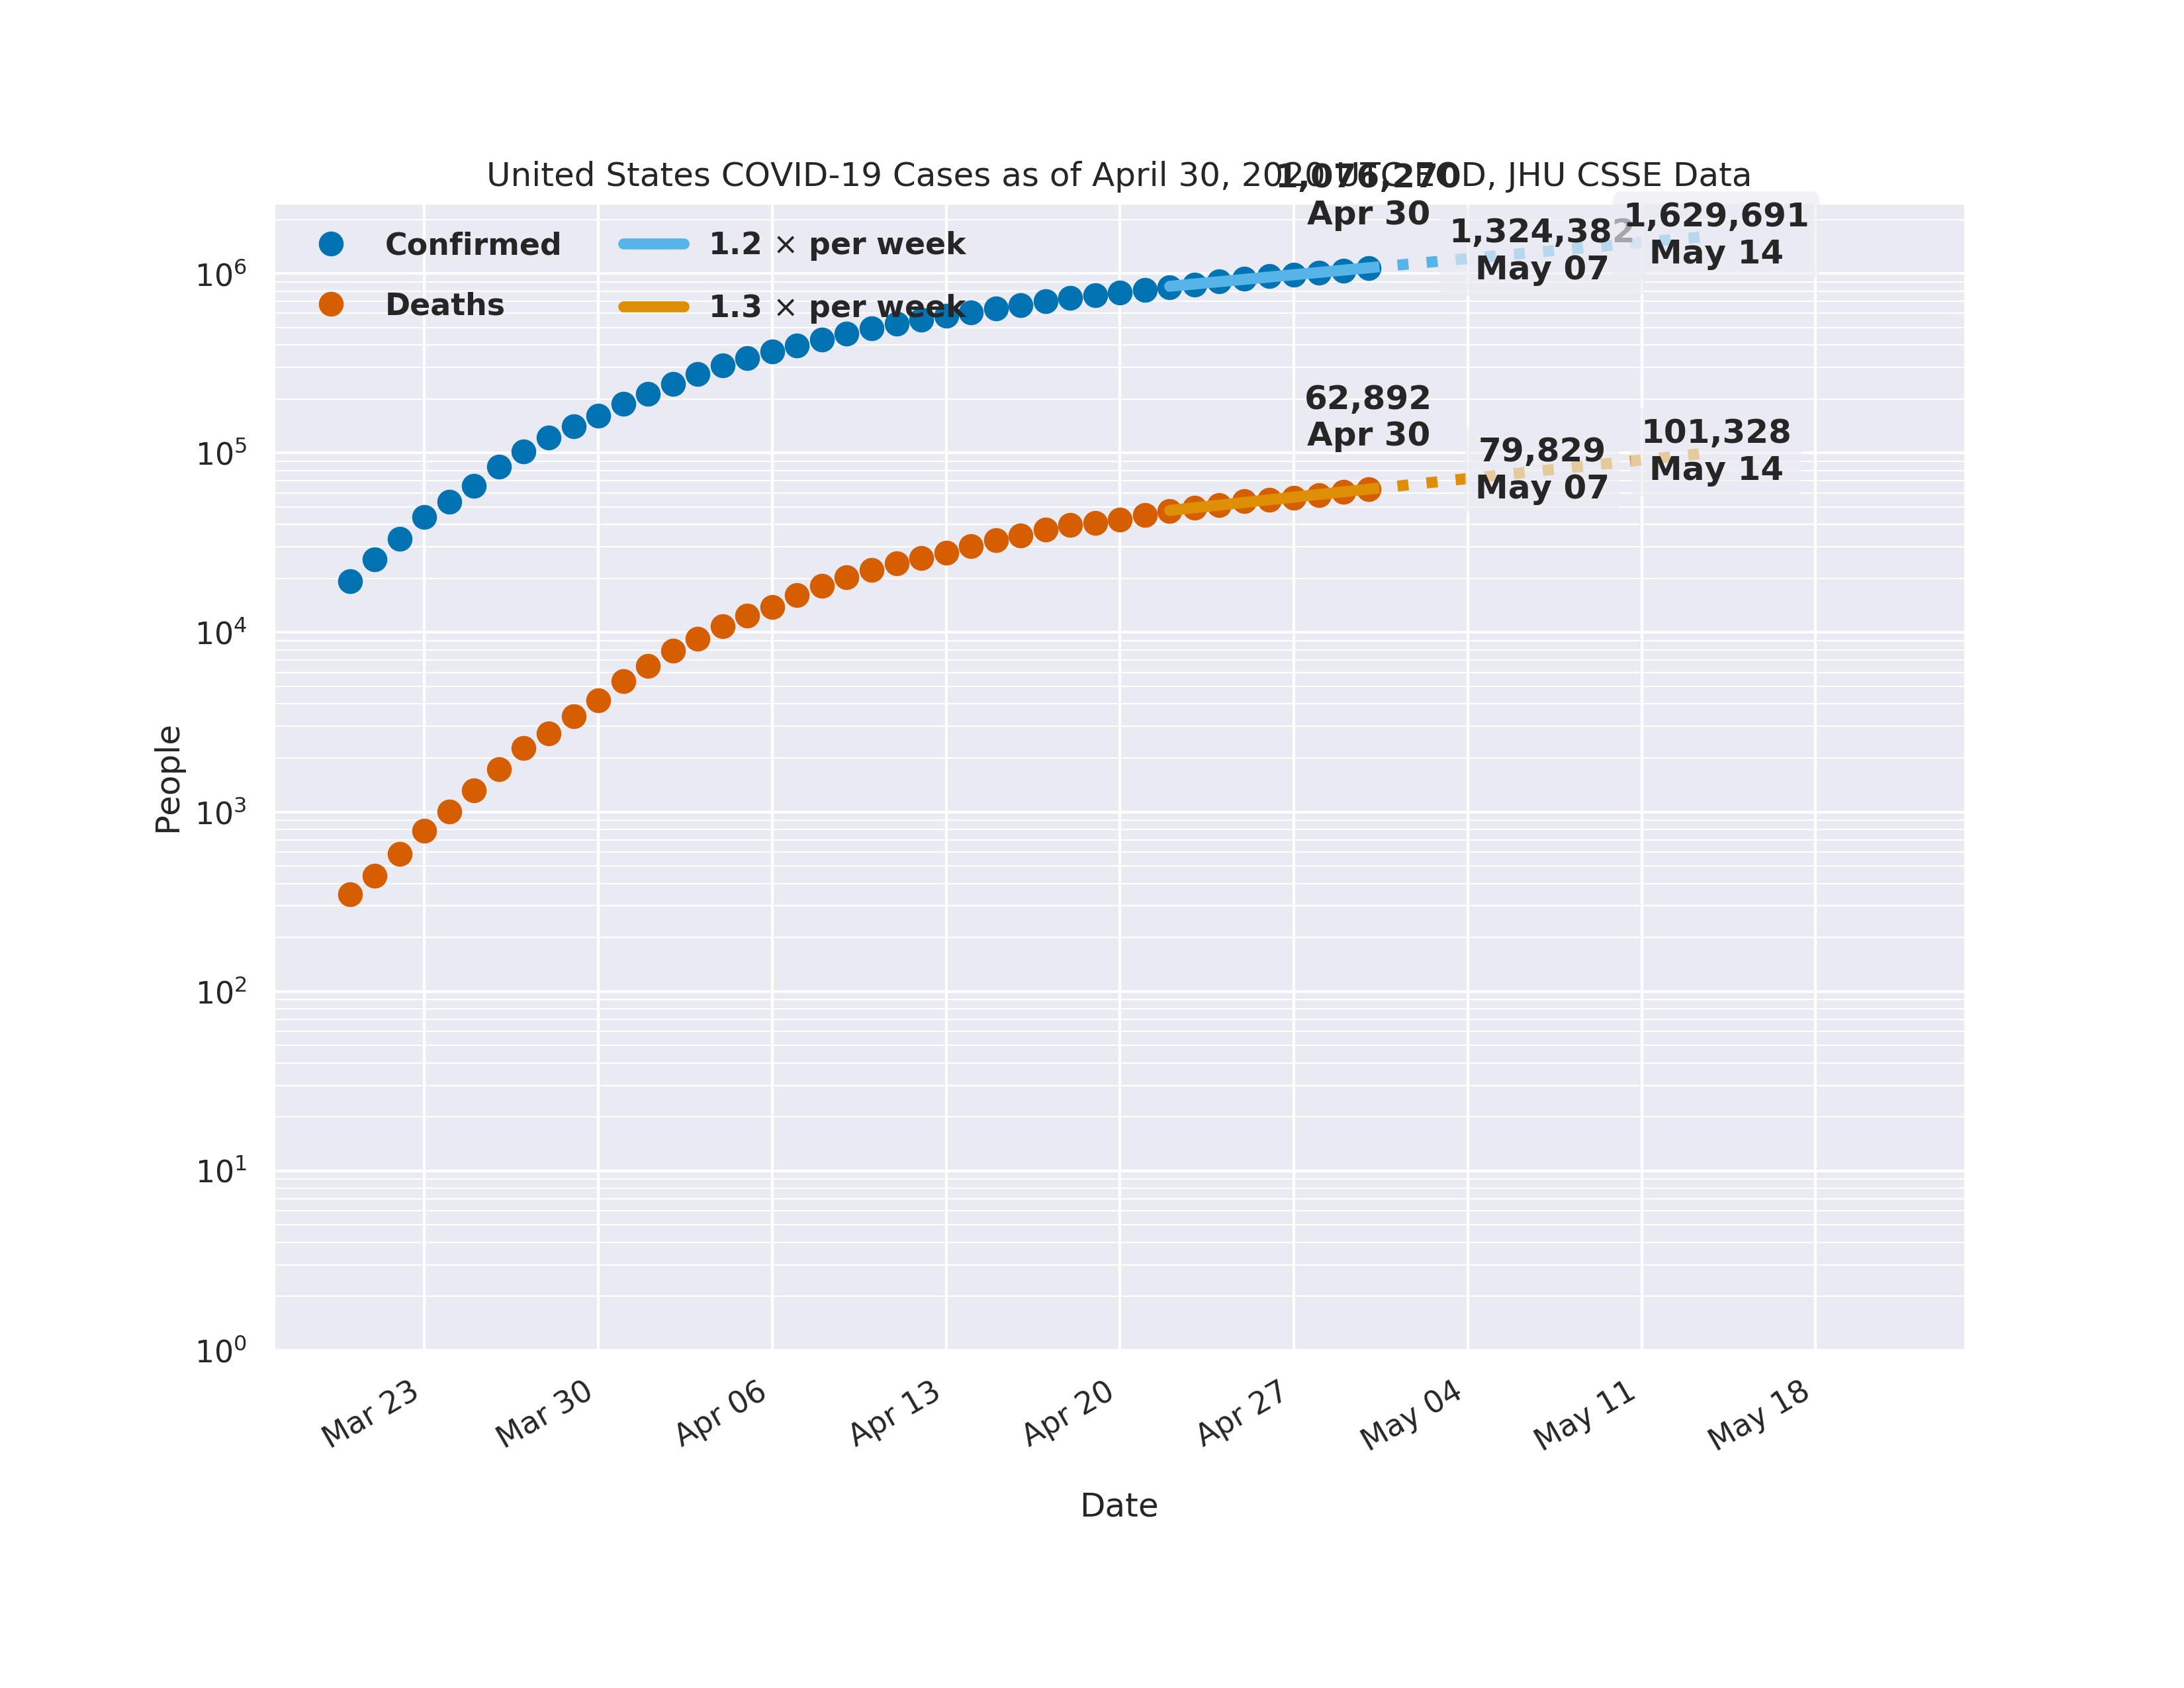 United States COVID-19 Cases as of April 30, 2020 UTC EOD, JHU CSSE Data
1,076,270
Apr 30
1,324,382
May 07
1,629,691
May 14
Confirmed
1.2 × per week
Deaths
1.3 × per week
62,892
Apr 30
79,829
May 07
101,328
May 14
People
10⁶
10⁵
10⁴
10³
10²
10¹
10⁰
Mar 23
Mar 30
Apr 06
Apr 13
Apr 20
Apr 27
May 04
May 11
May 18
Date